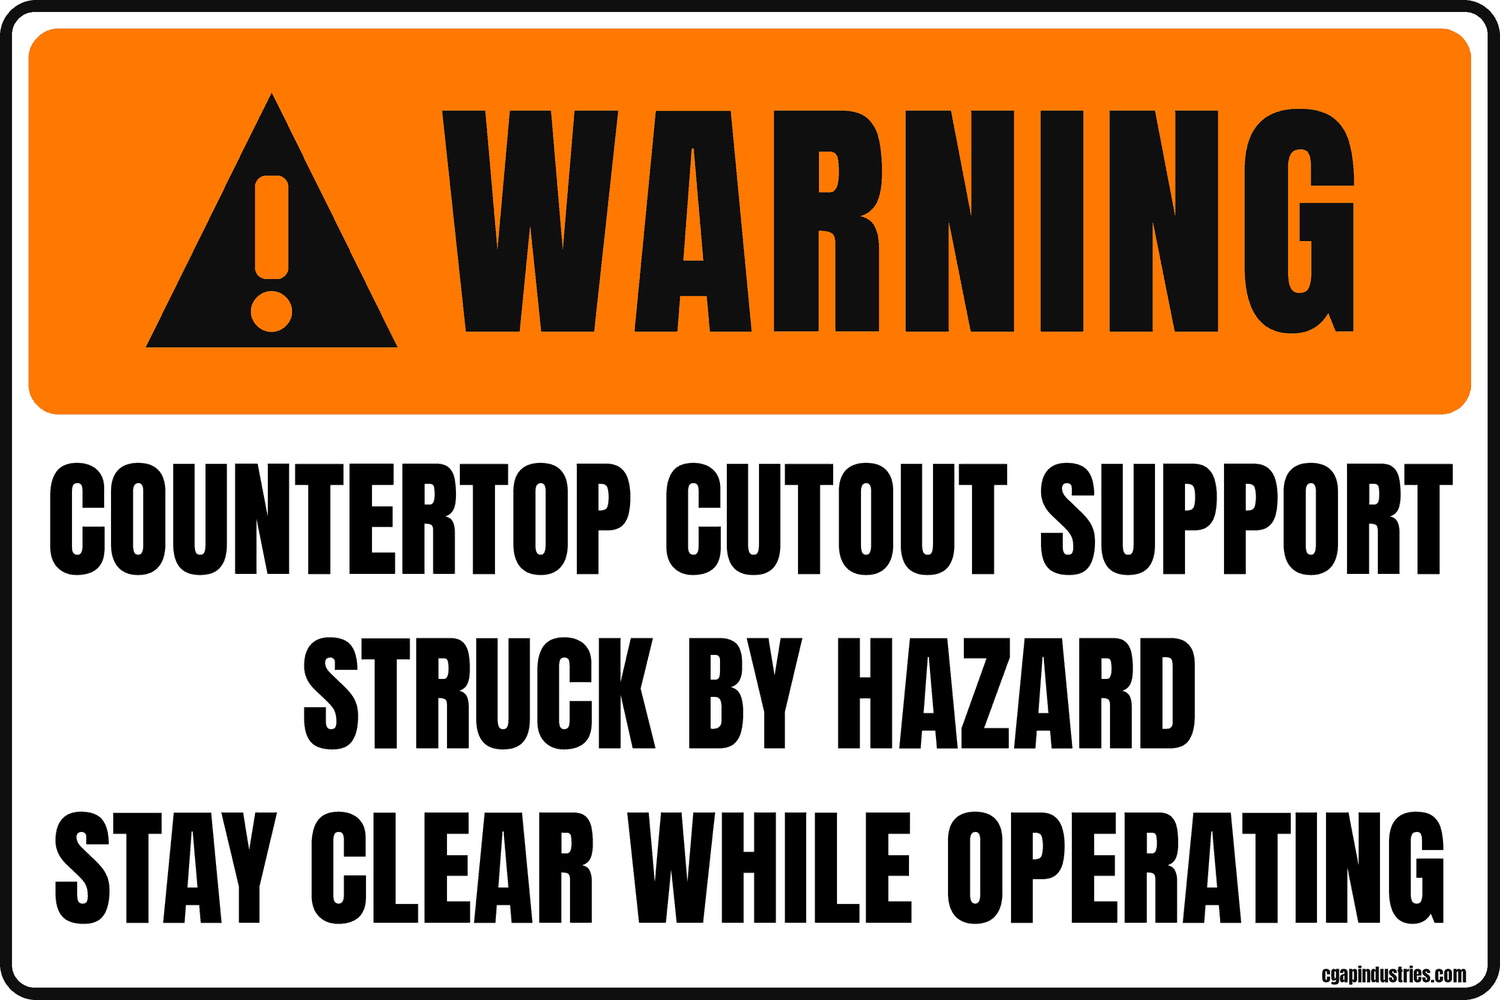 WARNING
COUNTERTOP CUTOUT SUPPORT
STRUCK BY HAZARD
STAY CLEAR WHILE OPERATING
cgapindustries.com